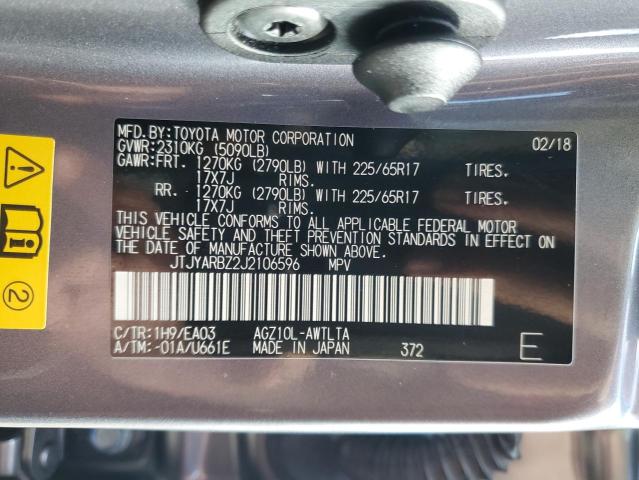 MFD.BY:TOYOTA MOTOR CORPORATION 02/18
GVWR:2310KG (5090LB)
GAWR:FRT. 1270KG (2790LB) WITH 225/65R17 TIRES.
17X7J RIMS.
RR. 1270KG (2790LB) WITH 225/65R17 TIRES.
17X7J RIMS.
THIS VEHICLE CONFORMS TO ALL APPLICABLE FEDERAL MOTOR
VEHICLE SAFETY AND THEFT PREVENTION STANDARDS IN EFFECT ON
THE DATE OF MANUFACTURE SHOWN ABOVE.
JTJYARBZ2J2106596 MPV
C/TR:1H9/EA03 AGZ10L-AWTLTA
A/TM:-01A/U661E MADE IN JAPAN 372 E
2